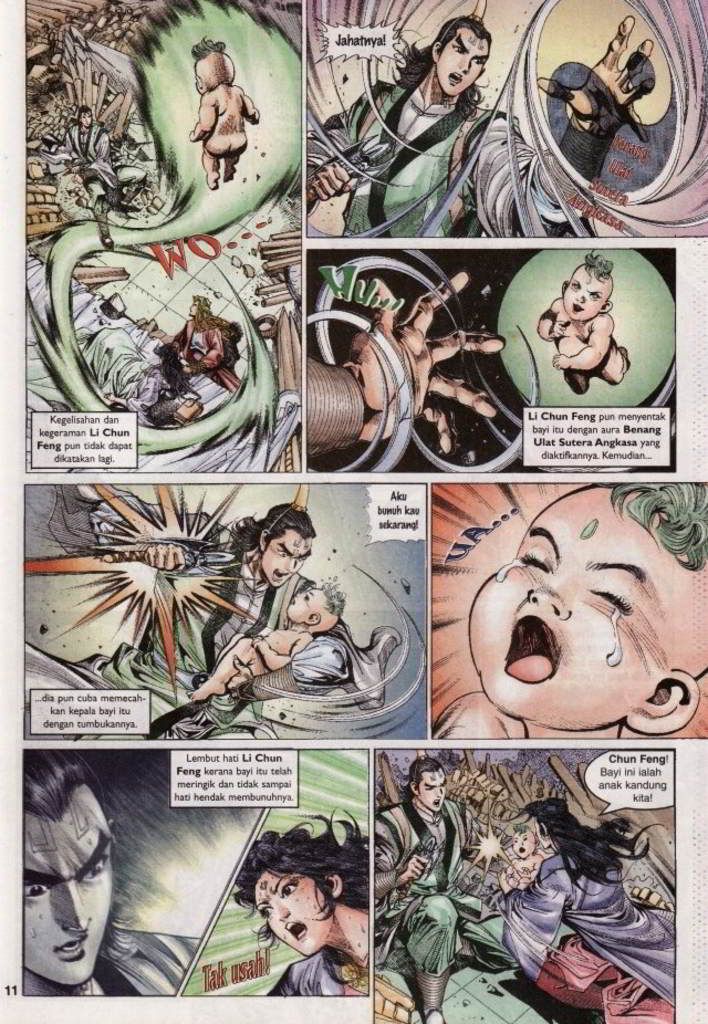 WO...
Kegelisahan dan
kegeraman Li Chun
Feng pun tidak dapat
dikatakan lagi.
Jahatnya!
Benang
Ulat
Sutera
Angkasa
HU...
Li Chun Feng pun menyentak
bayi itu dengan aura Benang
Ulat Sutera Angkasa yang
diaktifkannya. Kemudian...
Aku
bunuh kau
sekarang!
...dia pun cuba memecah-
kan kepala bayi itu
dengan tumbukannya.
UA...
Lembut hati Li Chun
Feng kerana bayi itu telah
meringik dan tidak sampai
hati hendak membunuhnya.
Tak usah!
Chun Feng!
Bayi ini ialah
anak kandung
kita!
11